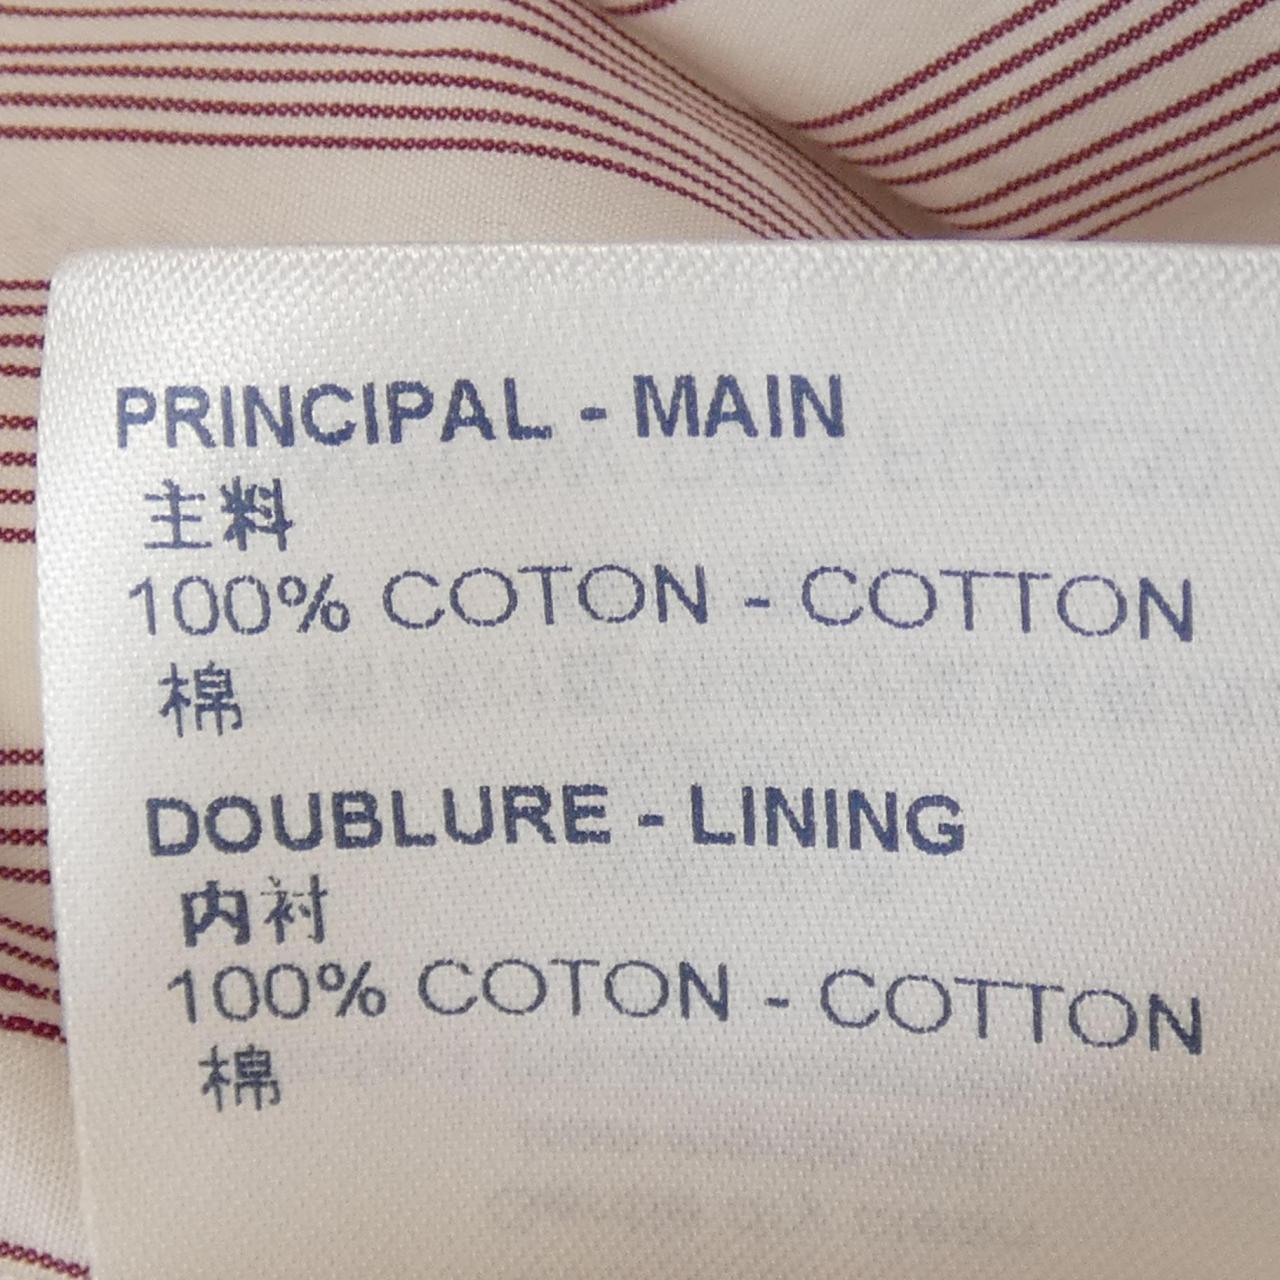 PRINCIPAL - MAIN
主料
100% COTON - COTTON
棉
DOUBLURE - LINING
内衬
100% COTON - COTTON
棉